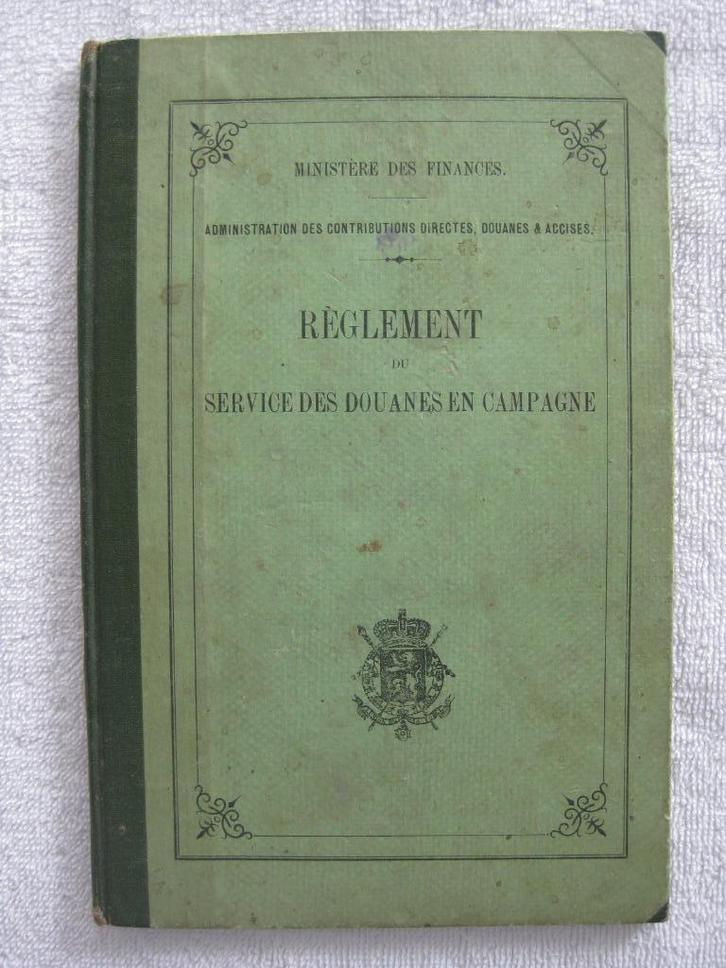 MINISTÈRE DES FINANCES.
ADMINISTRATION DES CONTRIBUTIONS DIRECTES, DOUANES & ACCISES.
RÈGLEMENT
DU
SERVICE DES DOUANES EN CAMPAGNE